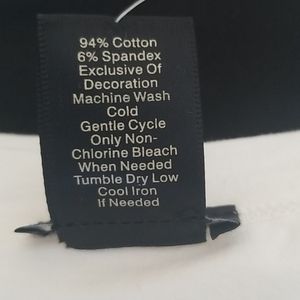 94% Cotton
6% Spandex
Exclusive Of
Decoration
Machine Wash
Cold
Gentle Cycle
Only Non-
Chlorine Bleach
When Needed
Tumble Dry Low
Cool Iron
If Needed